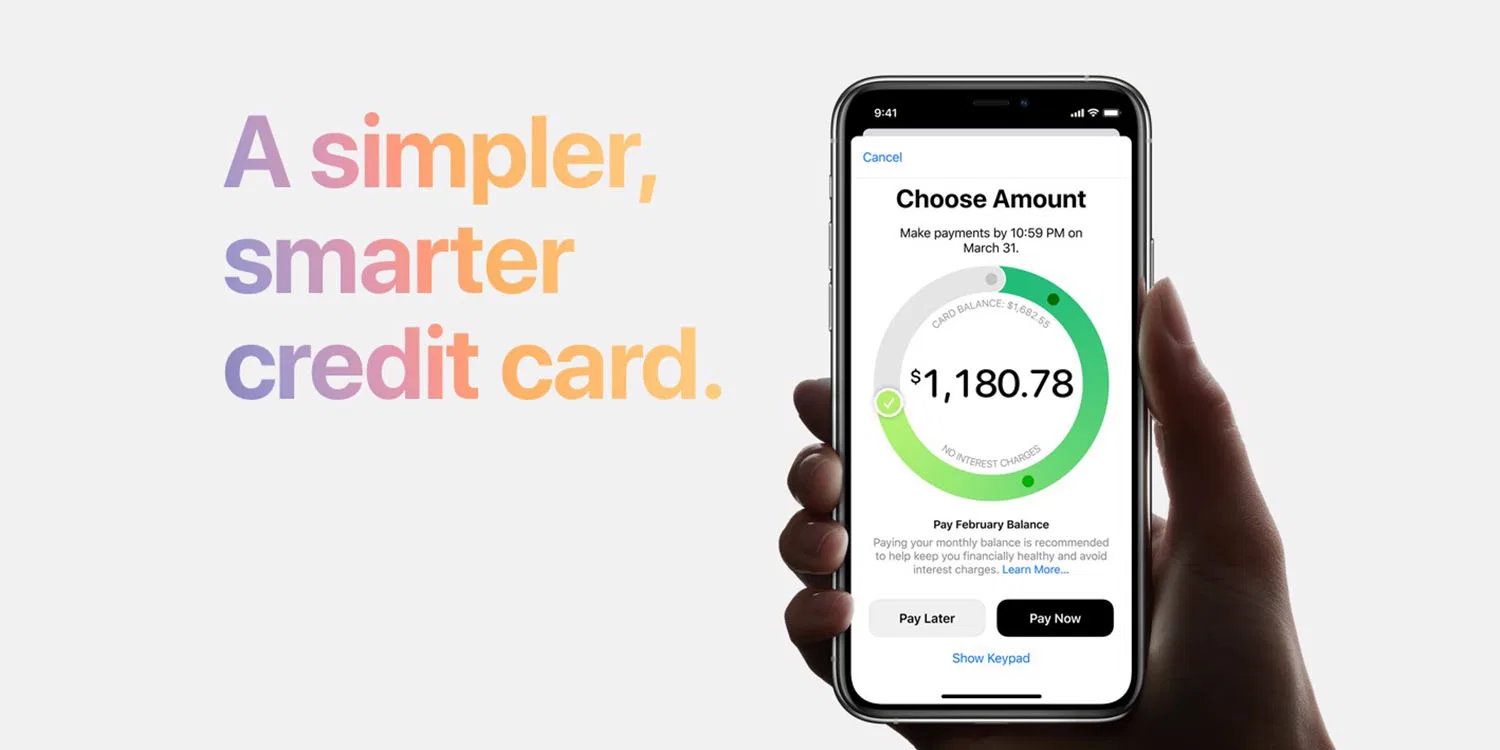 A simpler,
smarter
credit card.
9:41
Cancel
Choose Amount
Make payments by 10:59 PM on
March 31.
CARD BALANCE: $1,682.55
$1,180.78
NO INTEREST CHARGES
Pay February Balance
Paying your monthly balance is recommended
to help keep you financially healthy and avoid
interest charges. Learn More...
Pay Later
Pay Now
Show Keypad